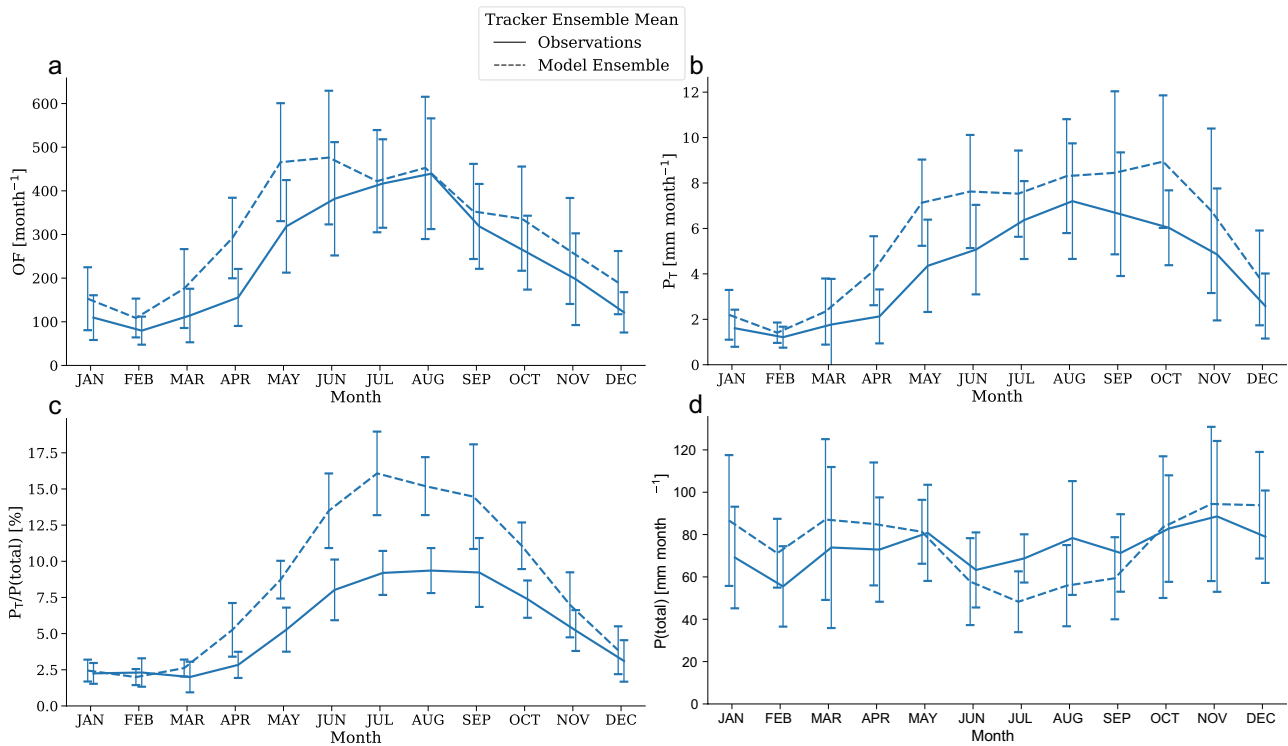 Tracker Ensemble Mean
Observations
Model Ensemble
a
OF [month⁻¹]
600
500
400
300
200
100
0
JAN FEB MAR APR MAY JUN JUL AUG SEP OCT NOV DEC
Month
b
P_T [mm month⁻¹]
12
10
8
6
4
2
0
JAN FEB MAR APR MAY JUN JUL AUG SEP OCT NOV DEC
Month
c
P_T/P(total) [%]
17.5
15.0
12.5
10.0
7.5
5.0
2.5
0.0
JAN FEB MAR APR MAY JUN JUL AUG SEP OCT NOV DEC
Month
d
P(total) [mm month ⁻¹]
120
100
80
60
40
20
0
JAN FEB MAR APR MAY JUN JUL AUG SEP OCT NOV DEC
Month